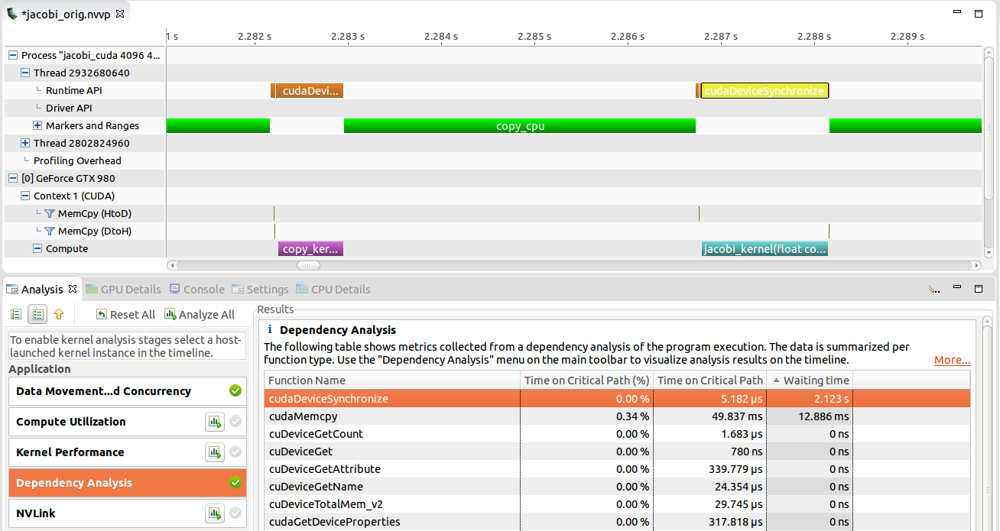 *jacobi_orig.nvvp
1 s 2.282 s 2.283 s 2.284 s 2.285 s 2.286 s 2.287 s 2.288 s 2.289 s
Process "jacobi_cuda 4096 4...
Thread 2932680640
Runtime API cudaDevi... cudaDeviceSynchronize
Driver API
Markers and Ranges copy_cpu
Thread 2802824960
Profiling Overhead
[0] GeForce GTX 980
Context 1 (CUDA)
MemCpy (HtoD)
MemCpy (DtoH)
Compute copy_ker... jacobi_kernel(float co...
Analysis GPU Details Console Settings CPU Details
Reset All Analyze All
To enable kernel analysis stages select a host-
launched kernel instance in the timeline.
Application
Data Movement...d Concurrency
Compute Utilization
Kernel Performance
Dependency Analysis
NVLink
Results
i Dependency Analysis
The following table shows metrics collected from a dependency analysis of the program execution. The data is summarized per
function type. Use the "Dependency Analysis" menu on the main toolbar to visualize analysis results on the timeline. More...
Function Name Time on Critical Path (%) Time on Critical Path Waiting time
cudaDeviceSynchronize 0.00 % 5.182 µs 2.123 s
cudaMemcpy 0.34 % 49.837 ms 12.886 ms
cuDeviceGetCount 0.00 % 1.683 µs 0 ns
cuDeviceGet 0.00 % 780 ns 0 ns
cuDeviceGetAttribute 0.00 % 339.779 µs 0 ns
cuDeviceGetName 0.00 % 24.354 µs 0 ns
cuDeviceTotalMem_v2 0.00 % 29.745 µs 0 ns
cudaGetDeviceProperties 0.00 % 317.818 µs 0 ns